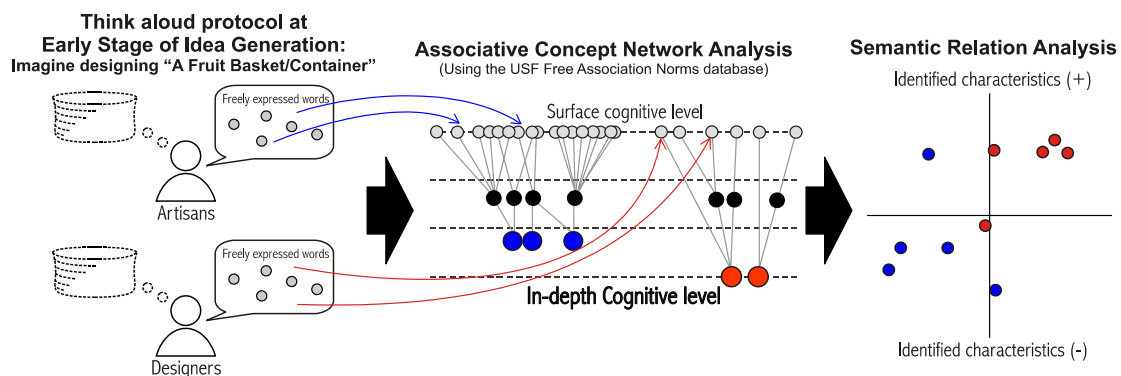 Think aloud protocol at
Early Stage of Idea Generation:
Imagine designing “A Fruit Basket/Container”
Freely expressed words
Artisans
Freely expressed words
Designers
Associative Concept Network Analysis
(Using the USF Free Association Norms database)
Surface cognitive level
In-depth Cognitive level
Semantic Relation Analysis
Identified characteristics (+)
Identified characteristics (-)